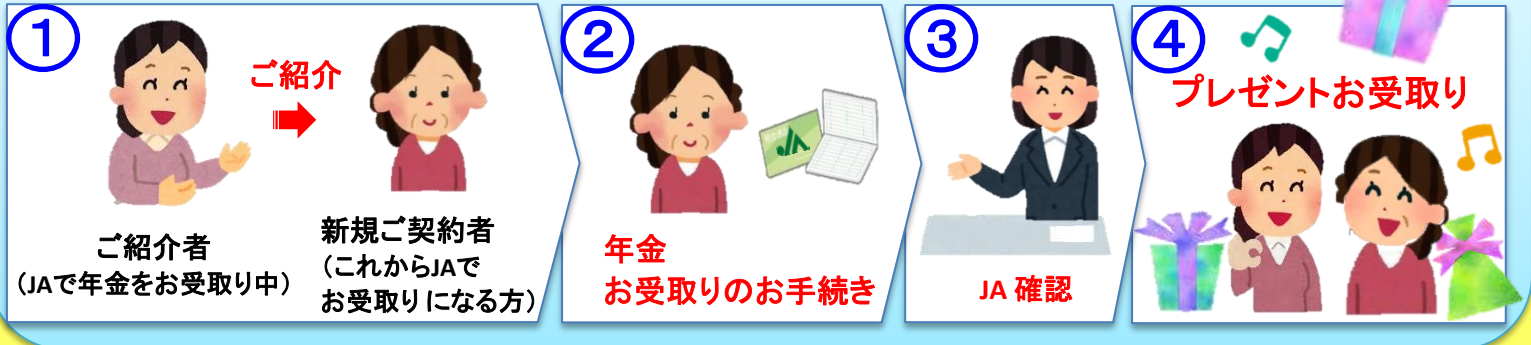 ①
ご紹介
ご紹介者
（JAで年金をお受取り中）
新規ご契約者
（これからJAで
お受取りになる方）
②
JA
年金
お受取りのお手続き
③
JA 確認
④
プレゼントお受取り